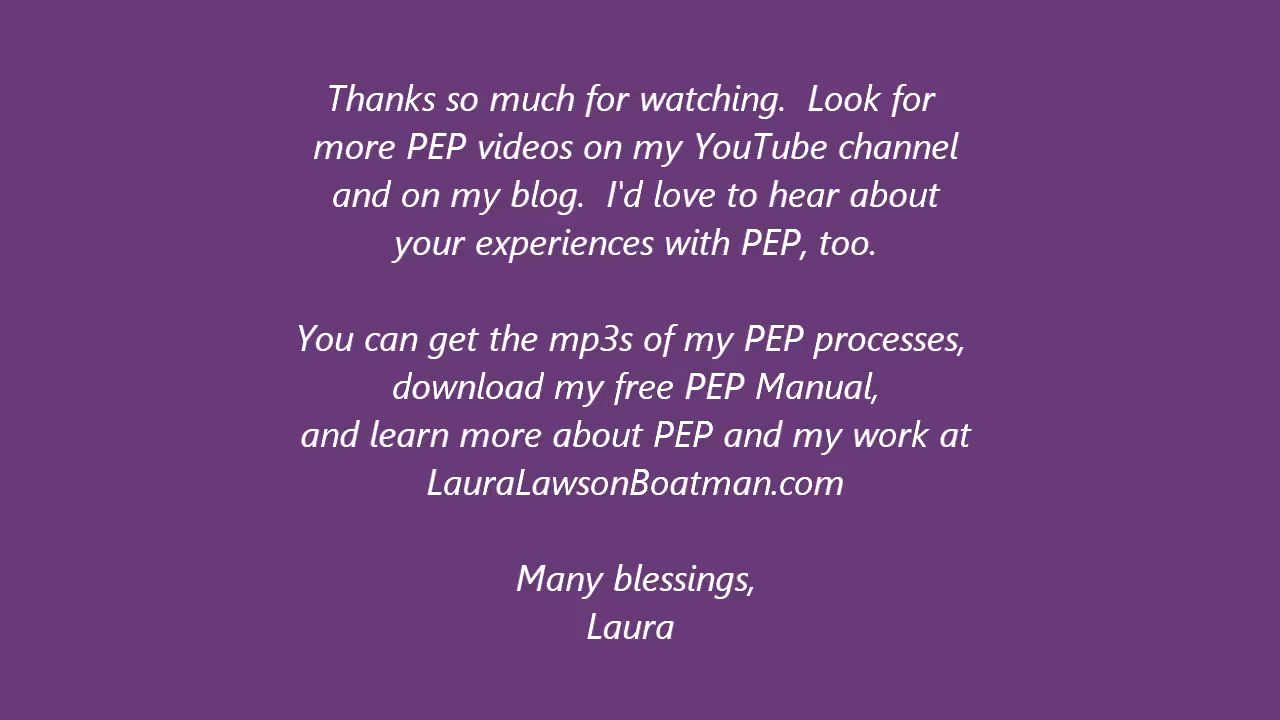 Thanks so much for watching.  Look for
more PEP videos on my YouTube channel
and on my blog.  I'd love to hear about
your experiences with PEP, too.
You can get the mp3s of my PEP processes,
download my free PEP Manual,
and learn more about PEP and my work at
LauraLawsonBoatman.com
Many blessings,
Laura